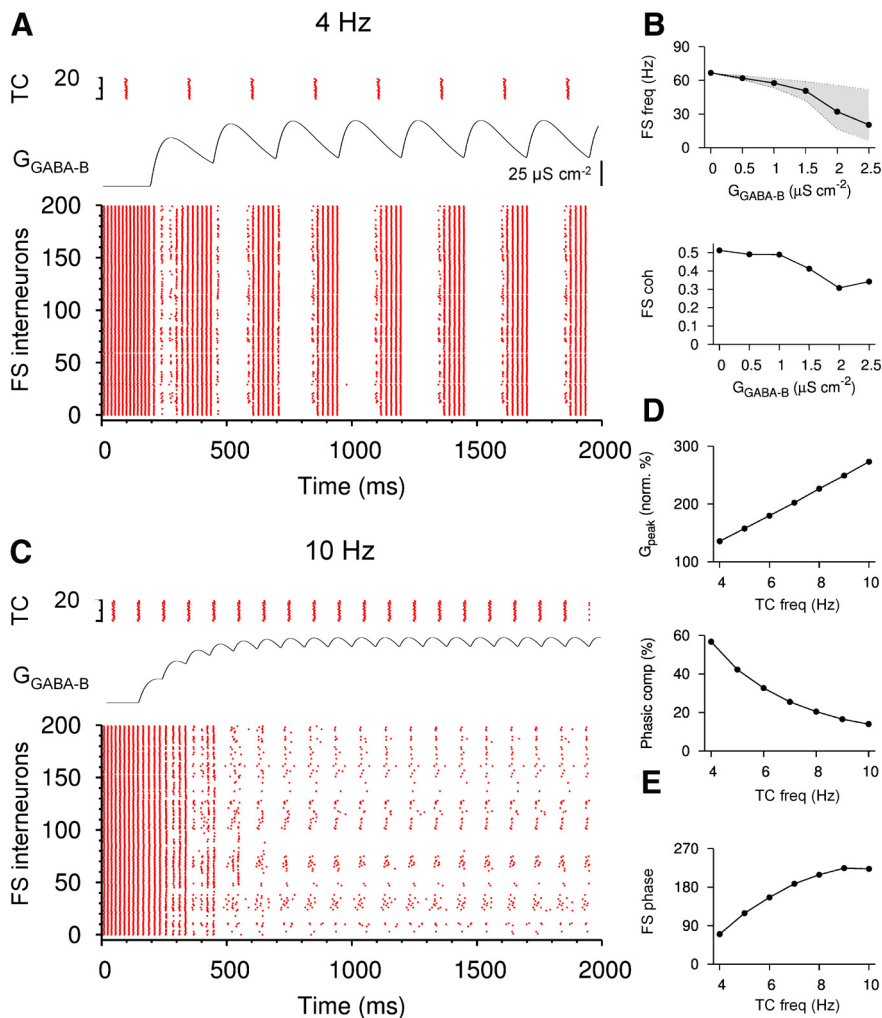 A
4 Hz
TC
20
G_GABA-B
25 µS cm⁻²
FS interneurons
200
150
100
50
0
0 500 1000 1500 2000
Time (ms)
B
FS freq (Hz)
90
60
30
0
0 0.5 1 1.5 2 2.5
G_GABA-B (µS cm⁻²)
FS coh
0.5
0.4
0.3
0.2
0.1
0
0 0.5 1 1.5 2 2.5
G_GABA-B (µS cm⁻²)
C
10 Hz
TC
20
G_GABA-B
FS interneurons
200
150
100
50
0
0 500 1000 1500 2000
Time (ms)
D
G_peak (norm. %)
300
200
100
4 6 8 10
TC freq (Hz)
Phasic comp (%)
60
40
20
0
4 6 8 10
TC freq (Hz)
E
FS phase
270
180
90
0
4 6 8 10
TC freq (Hz)